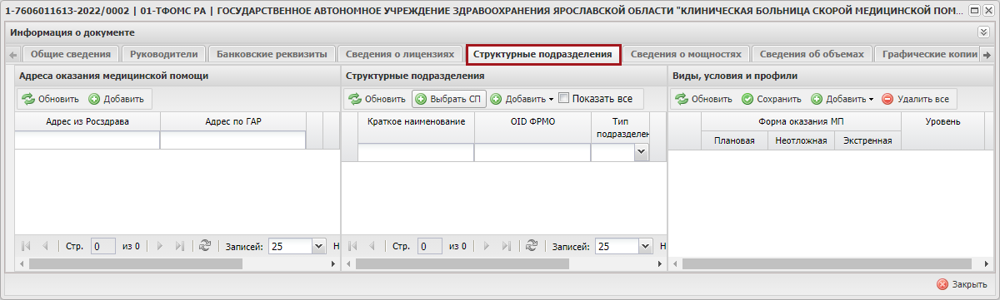 1-7606011613-2022/0002 | 01-ТФОМС РА | ГОСУДАРСТВЕННОЕ АВТОНОМНОЕ УЧРЕЖДЕНИЕ ЗДРАВООХРАНЕНИЯ ЯРОСЛАВСКОЙ ОБЛАСТИ "КЛИНИЧЕСКАЯ БОЛЬНИЦА СКОРОЙ МЕДИЦИНСКОЙ ПОМ...
Информация о документе
Общие сведения Руководители Банковские реквизиты Сведения о лицензиях Структурные подразделения Сведения о мощностях Сведения об объемах Графические копии
Адреса оказания медицинской помощи Структурные подразделения Виды, условия и профили
Обновить Добавить Обновить Выбрать СП Добавить Показать все Обновить Сохранить Добавить Удалить все
Адрес из Росздрава Адрес по ГАР Краткое наименование OID ФРМО Тип Форма оказания МП Уровень
подразделен
Плановая Неотложная Экстренная
Стр. 0 из 0 Записей: 25 Н Стр. 0 из 0 Записей: 25 Н
Закрыть